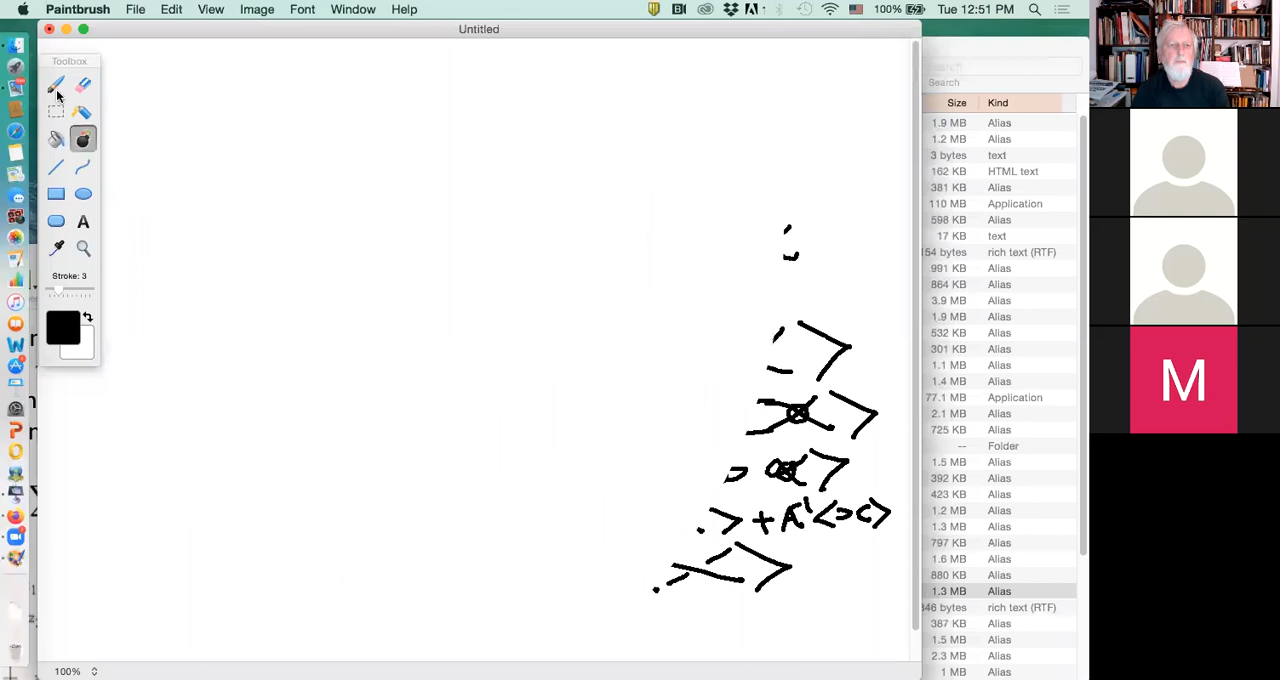 Paintbrush File Edit View Image Font Window Help 100% Tue 12:51 PM
Untitled
Toolbox
Search
Search
Size Kind
1.9 MB Alias
1.2 MB Alias
3 bytes text
162 KB HTML text
381 KB Alias
110 MB Application
598 KB Alias
17 KB text
154 bytes rich text (RTF)
991 KB Alias
864 KB Alias
3.9 MB Alias
1.9 MB Alias
532 KB Alias
301 KB Alias
1.1 MB Alias
1.4 MB Alias
77.1 MB Application
2.1 MB Alias
725 KB Alias
-- Folder
1.5 MB Alias
392 KB Alias
423 KB Alias
1.2 MB Alias
1.3 MB Alias
797 KB Alias
1.6 MB Alias
880 KB Alias
1.3 MB Alias
346 bytes rich text (RTF)
387 KB Alias
1.5 MB Alias
2.3 MB Alias
1 MB Alias
A
Stroke: 3
M
100%